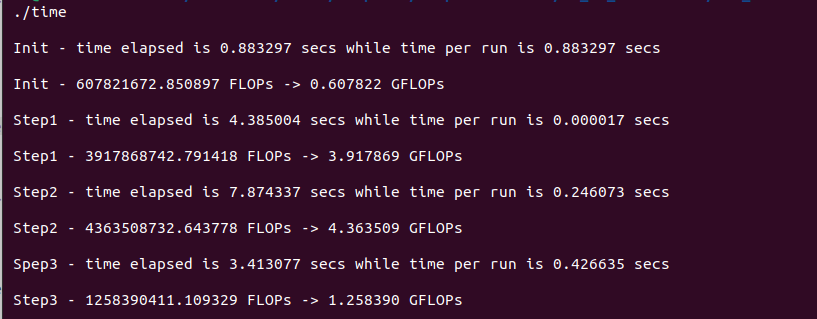 ./time
Init - time elapsed is 0.883297 secs while time per run is 0.883297 secs
Init - 607821672.850897 FLOPs -> 0.607822 GFLOPs
Step1 - time elapsed is 4.385004 secs while time per run is 0.000017 secs
Step1 - 3917868742.791418 FLOPs -> 3.917869 GFLOPs
Step2 - time elapsed is 7.874337 secs while time per run is 0.246073 secs
Step2 - 4363508732.643778 FLOPs -> 4.363509 GFLOPs
Spep3 - time elapsed is 3.413077 secs while time per run is 0.426635 secs
Step3 - 1258390411.109329 FLOPs -> 1.258390 GFLOPs